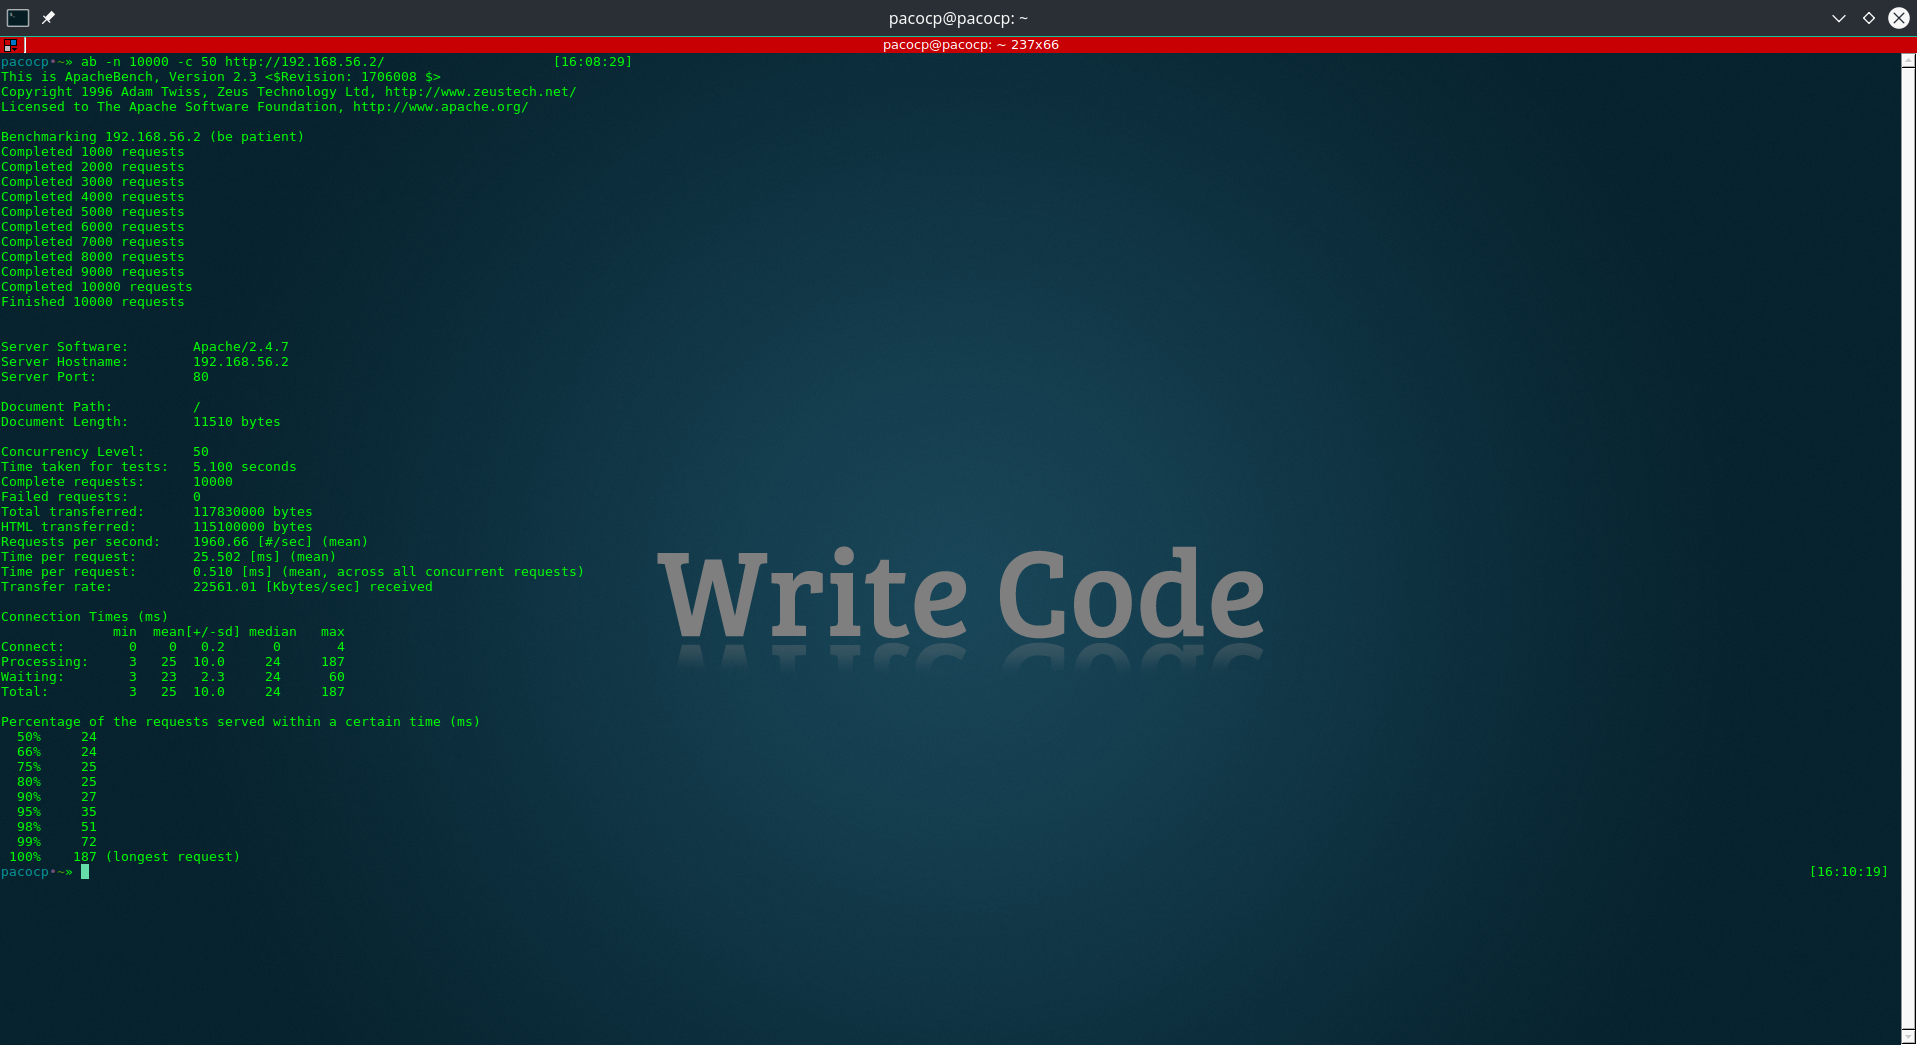 pacocp@pacocp: ~
pacocp@pacocp: ~ 237x66
pacocp•~» ab -n 10000 -c 50 http://192.168.56.2/ [16:08:29]
This is ApacheBench, Version 2.3 <$Revision: 1706008 $>
Copyright 1996 Adam Twiss, Zeus Technology Ltd, http://www.zeustech.net/
Licensed to The Apache Software Foundation, http://www.apache.org/
Benchmarking 192.168.56.2 (be patient)
Completed 1000 requests
Completed 2000 requests
Completed 3000 requests
Completed 4000 requests
Completed 5000 requests
Completed 6000 requests
Completed 7000 requests
Completed 8000 requests
Completed 9000 requests
Completed 10000 requests
Finished 10000 requests
Server Software:        Apache/2.4.7
Server Hostname:        192.168.56.2
Server Port:            80
Document Path:          /
Document Length:        11510 bytes
Concurrency Level:      50
Time taken for tests:   5.100 seconds
Complete requests:      10000
Failed requests:        0
Total transferred:      117830000 bytes
HTML transferred:       115100000 bytes
Requests per second:    1960.66 [#/sec] (mean)
Time per request:       25.502 [ms] (mean)
Time per request:       0.510 [ms] (mean, across all concurrent requests)
Transfer rate:          22561.01 [Kbytes/sec] received
Connection Times (ms)
              min  mean[+/-sd] median   max
Connect:        0    0   0.2      0       4
Processing:     3   25  10.0     24     187
Waiting:        3   23   2.3     24      60
Total:          3   25  10.0     24     187
Percentage of the requests served within a certain time (ms)
  50%     24
  66%     24
  75%     25
  80%     25
  90%     27
  95%     35
  98%     51
  99%     72
 100%    187 (longest request)
pacocp•~» [16:10:19]
Write Code